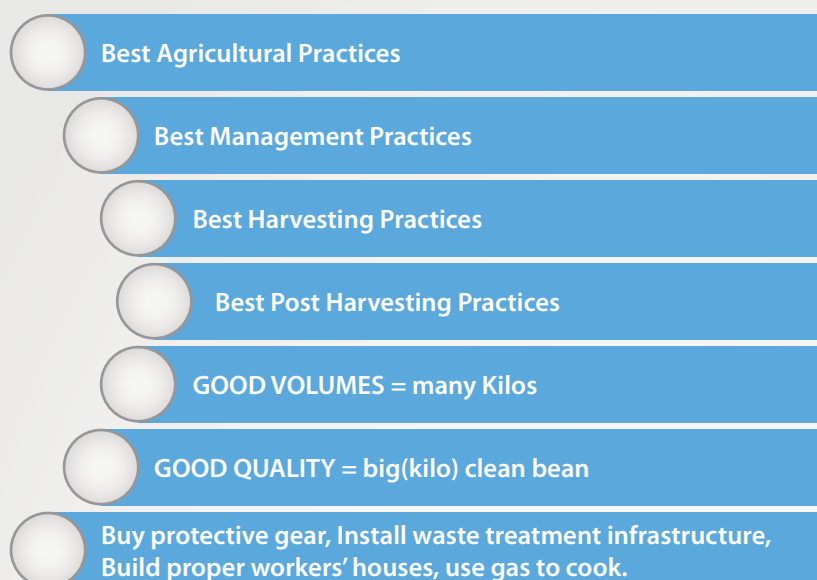 Best Agricultural Practices
Best Management Practices
Best Harvesting Practices
Best Post Harvesting Practices
GOOD VOLUMES = many Kilos
GOOD QUALITY = big(kilo) clean bean
Buy protective gear, Install waste treatment infrastructure,
Build proper workers’ houses, use gas to cook.